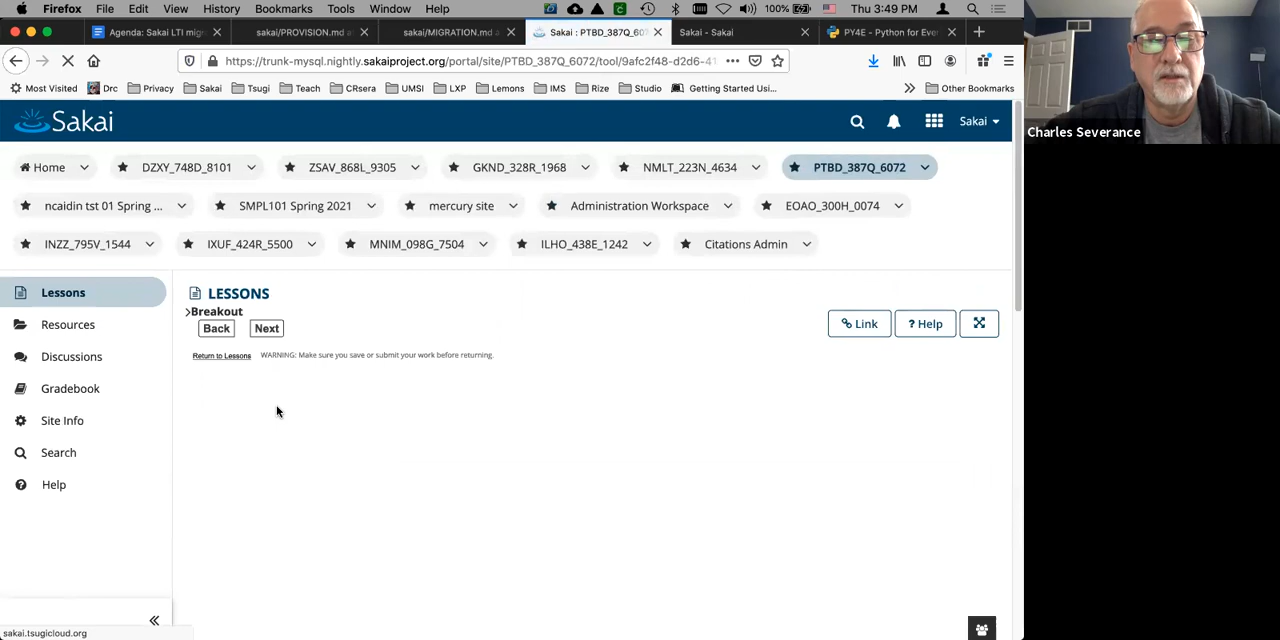 Firefox File Edit View History Bookmarks Tools Window Help 100% Thu 3:49 PM
Agenda: Sakai LTI mig sakai/PROVISION.md a sakai/MIGRATION.md a Sakai : PTBD_387Q_607 Sakai - Sakai PY4E - Python for Ever
https://trunk-mysql.nightly.sakaiproject.org/portal/site/PTBD_387Q_6072/tool/9afc2f48-d2d6-41
Most Visited Drc Privacy Sakai Tsugi Teach CRsera UMSI LXP Lemons IMS Rize Studio Getting Started Usi... Other Bookmarks
Sakai Sakai
Home DZXY_748D_8101 ZSAV_868L_9305 GKND_328R_1968 NMLT_223N_4634 PTBD_387Q_6072
ncaidin tst 01 Spring ... SMPL101 Spring 2021 mercury site Administration Workspace EOAO_300H_0074
INZZ_795V_1544 IXUF_424R_5500 MNIM_098G_7504 ILHO_438E_1242 Citations Admin
Lessons
Resources
Discussions
Gradebook
Site Info
Search
Help
LESSONS
Breakout
Back Next
Link ? Help
Return to Lessons WARNING: Make sure you save or submit your work before returning.
sakai.tsugicloud.org
Charles Severance